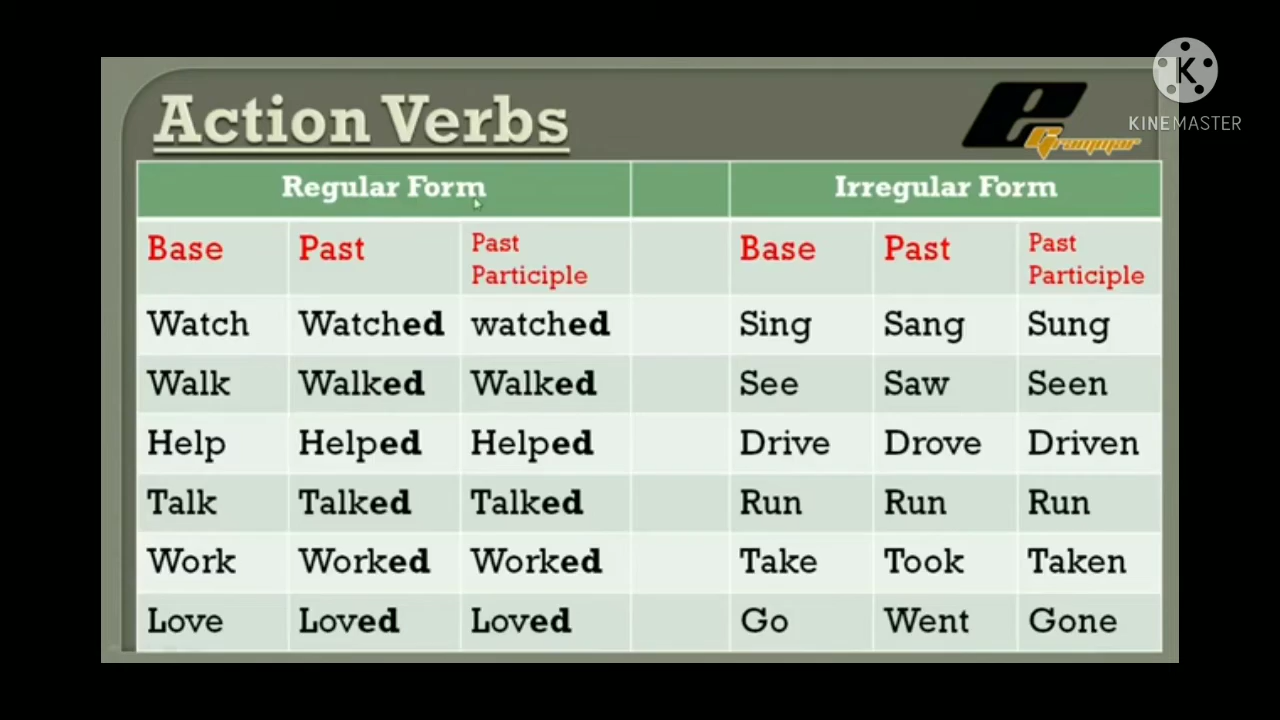 K
KINEMASTER
Action Verbs
e Grammar
Regular Form Irregular Form
Base Past Past Participle Base Past Past Participle
Watch Watched watched Sing Sang Sung
Walk Walked Walked See Saw Seen
Help Helped Helped Drive Drove Driven
Talk Talked Talked Run Run Run
Work Worked Worked Take Took Taken
Love Loved Loved Go Went Gone